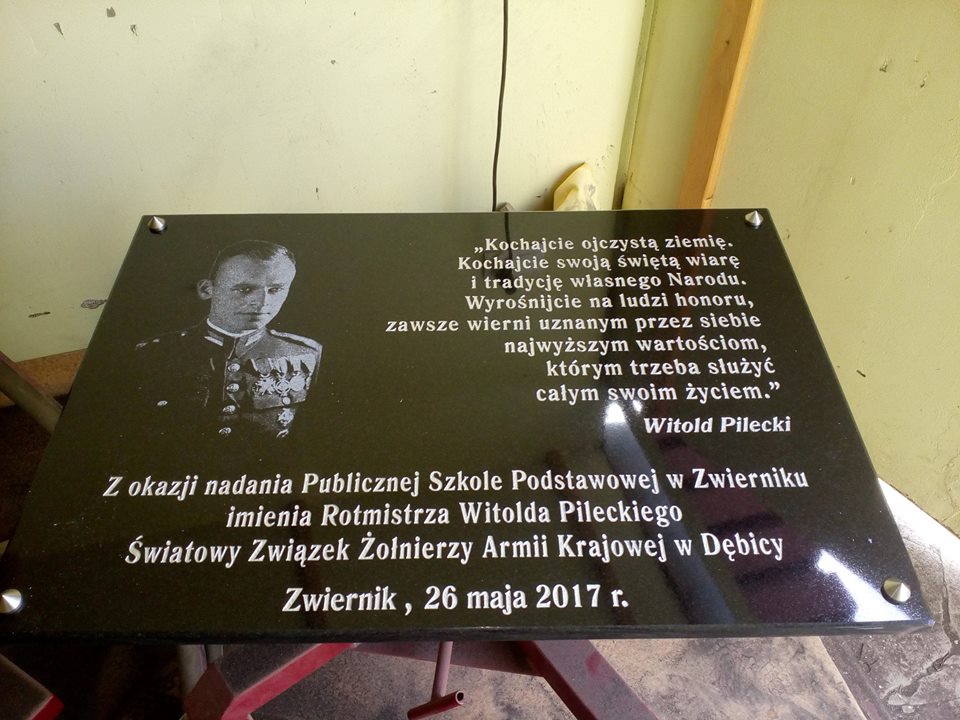 „Kochajcie ojczystą ziemię.
Kochajcie swoją świętą wiarę
i tradycję własnego Narodu.
Wyrośnijcie na ludzi honoru,
zawsze wierni uznanym przez siebie
najwyższym wartościom,
którym trzeba służyć
całym swoim życiem.”
Witold Pilecki
Z okazji nadania Publicznej Szkole Podstawowej w Zwierniku
imienia Rotmistrza Witolda Pileckiego
Światowy Związek Żołnierzy Armii Krajowej w Dębicy
Zwiernik , 26 maja 2017 r.